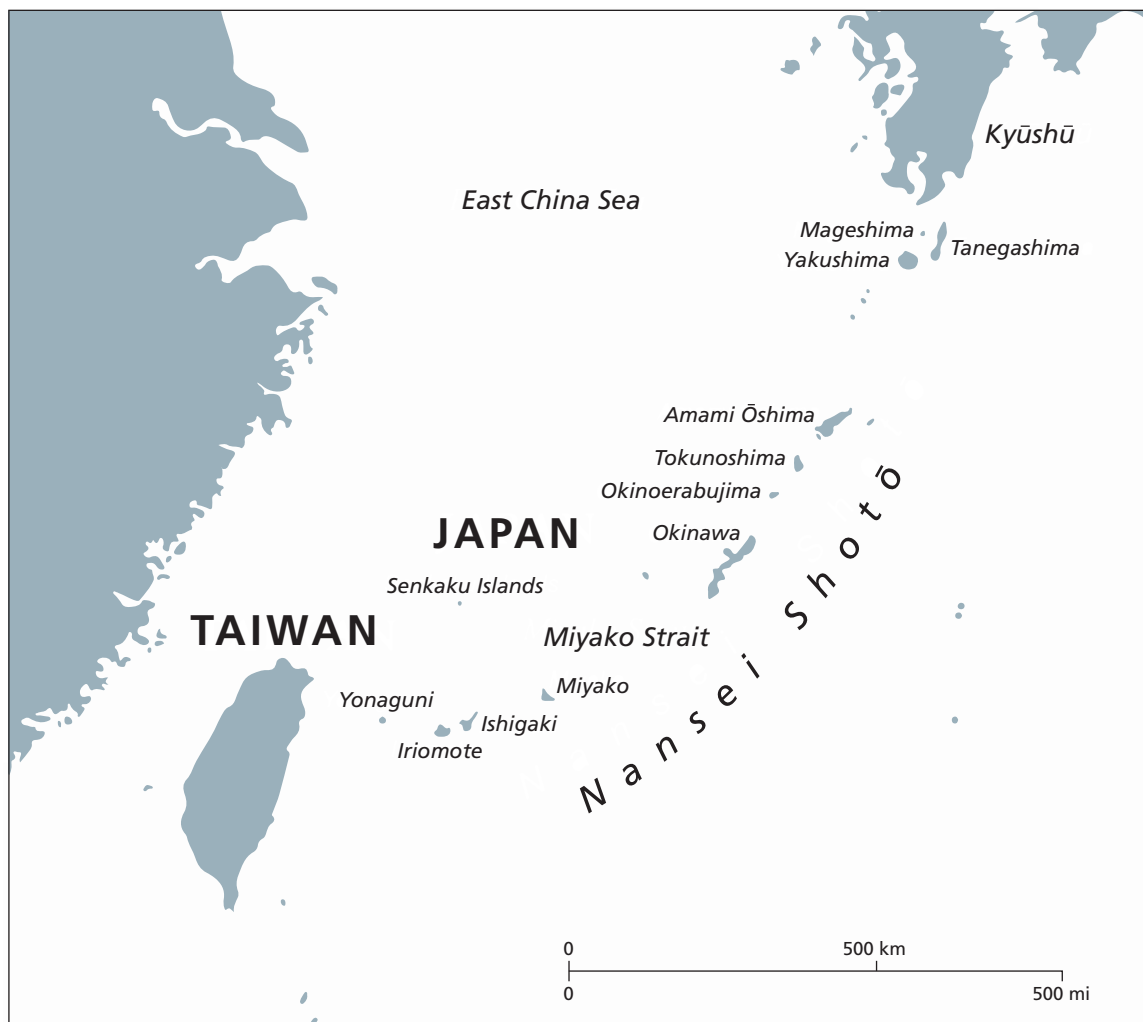 Kyūshū
East China Sea
Mageshima
Tanegashima
Yakushima
Amami Ōshima
Tokunoshima
Okinoerabujima
Okinawa
JAPAN
Senkaku Islands
TAIWAN
Miyako Strait
Nansei Shotō
Miyako
Yonaguni
Ishigaki
Iriomote
0 500 km
0 500 mi